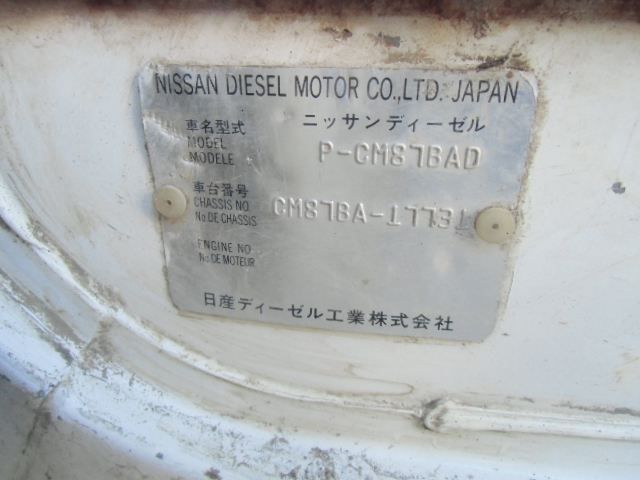 NISSAN DIESEL MOTOR CO.,LTD. JAPAN
車名型式 ニッサンディーゼル
MODEL
MODELE P-CM87BAD
車台番号
CHASSIS NO CM87BA-17731
No DE CHASSIS
ENGINE NO
No DE MOTEUR
日産ディーゼル工業株式会社